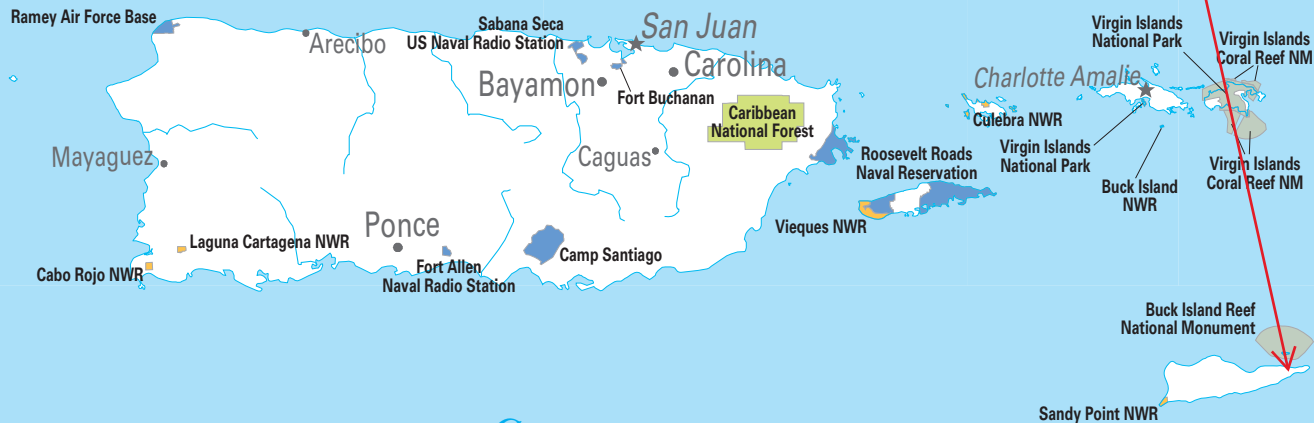 Ramey Air Force Base
Arecibo
Sabana Seca
US Naval Radio Station
San Juan
Bayamon
Carolina
Fort Buchanan
Caribbean
National Forest
Mayaguez
Caguas
Roosevelt Roads
Naval Reservation
Culebra NWR
Charlotte Amalie
Virgin Islands
National Park
Virgin Islands
Coral Reef NM
Virgin Islands
National Park
Buck Island
NWR
Virgin Islands
Coral Reef NM
Vieques NWR
Ponce
Laguna Cartagena NWR
Cabo Rojo NWR
Fort Allen
Naval Radio Station
Camp Santiago
Buck Island Reef
National Monument
Sandy Point NWR